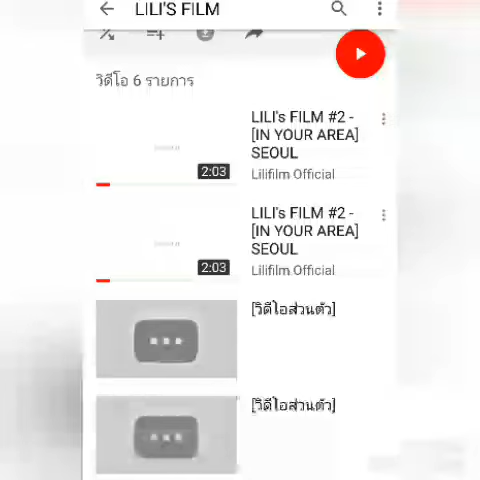 LILI'S FILM
วิดีโอ 6 รายการ
LILI's FILM #2 -
[IN YOUR AREA]
SEOUL
Lilifilm Official
2:03
LILI's FILM #2 -
[IN YOUR AREA]
SEOUL
Lilifilm Official
2:03
[วิดีโอส่วนตัว]
[วิดีโอส่วนตัว]